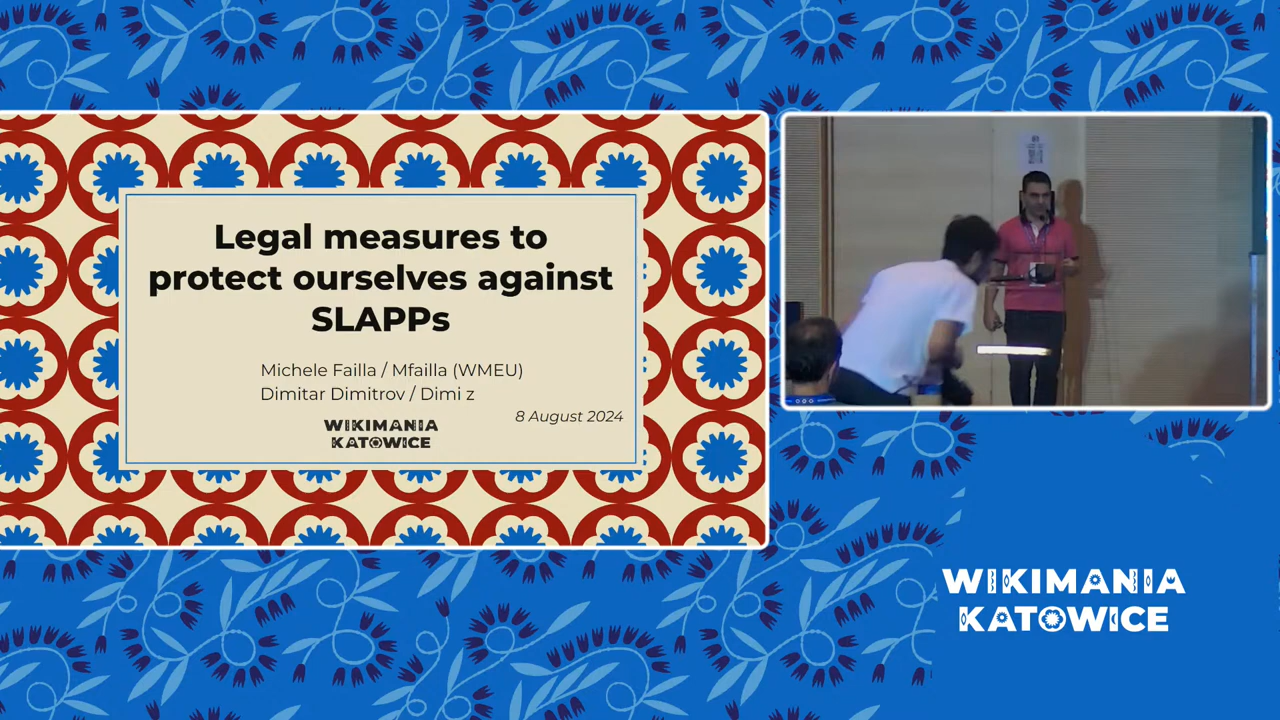 Legal measures to
protect ourselves against
SLAPPs
Michele Failla / Mfailla (WMEU)
Dimitar Dimitrov / Dimi z
8 August 2024
WIKIMANIA
KATOWICE
WIKIMANIA
KATOWICE